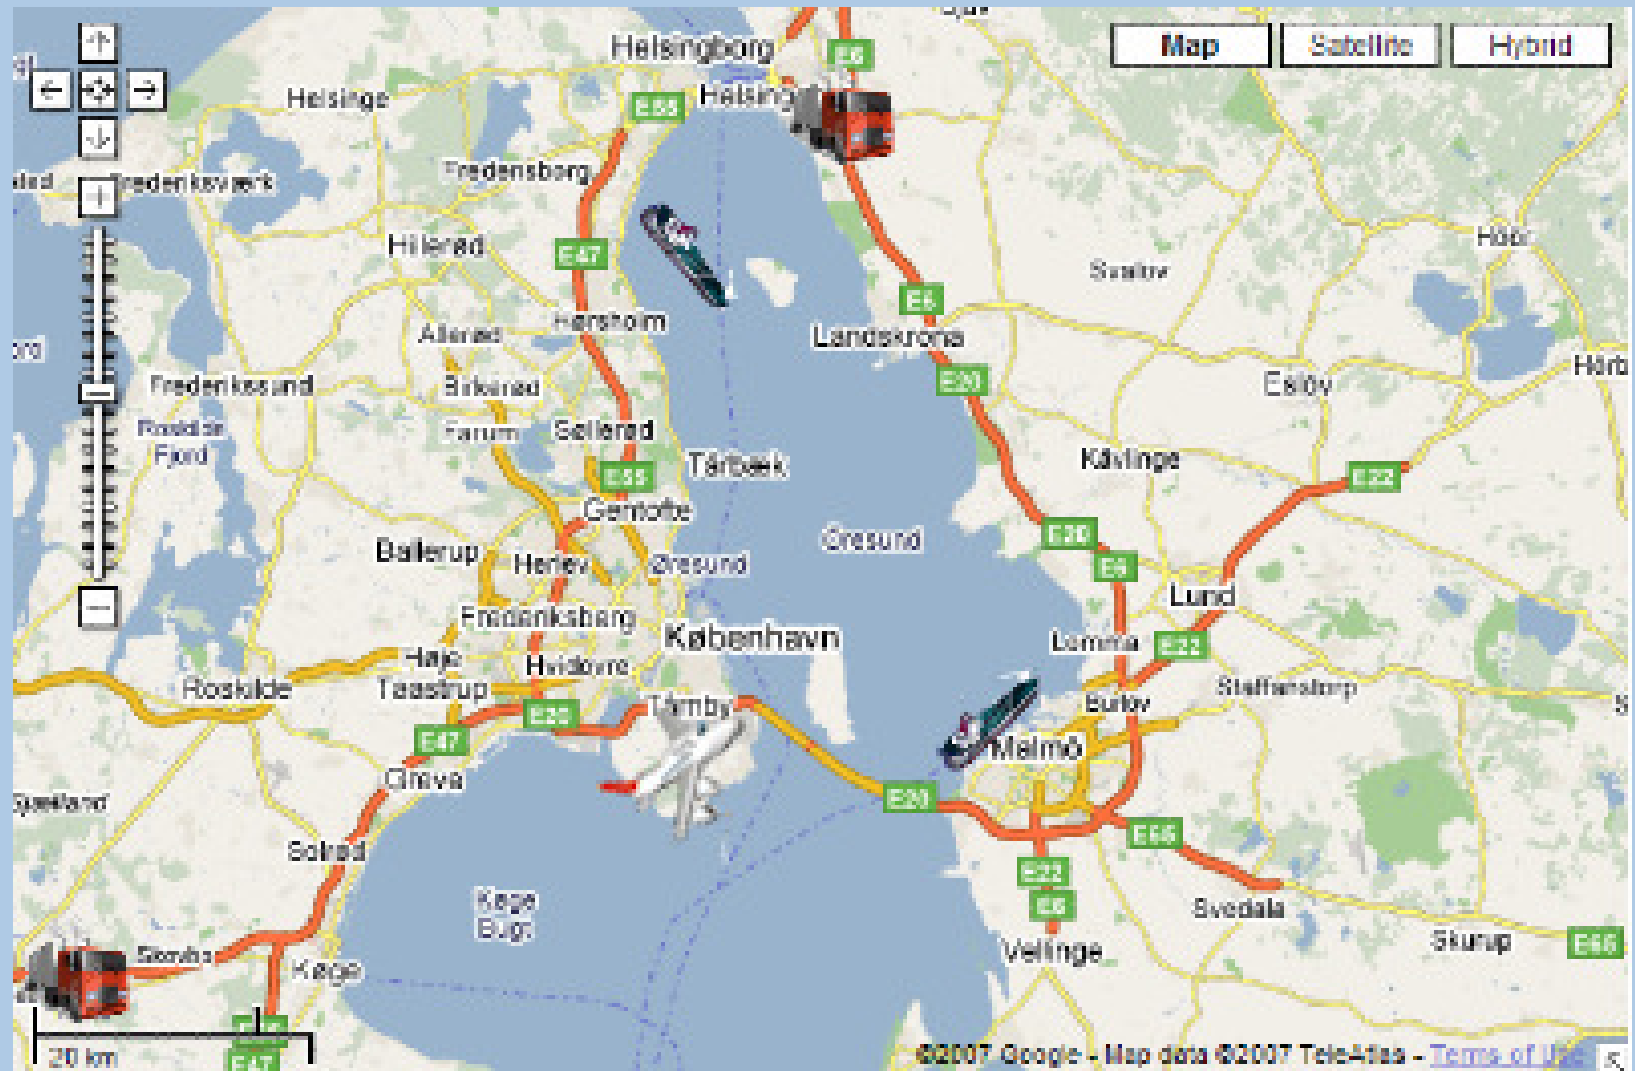 Helsingborg
E6
Map Satellite Hybrid
Helsinge
E55
Helsing
Fredensborg
Frederiksværk
Hillerød
E47
Svalöv
Höör
E6
Hørsholm
Allerød
Landskrona
Frederikssund
Birkerød
E20
Eslöv
Hörb
Roskilde
Fjord
Farum
Søllerød
Tårbæk
Kävlinge
E22
E55
Gentofte
Ballerup
Herlev
Øresund
Öresund
E20
E6
Lund
Frederiksberg
København
Lomma
E22
Høje
Taastrup
Hvidovre
Roskilde
Staffanstorp
Tårnby
Burlöv
E20
E47
Malmö
Greve
Sjælland
E20
E65
Solrød
E22
E6
Køge
Bugt
Svedala
Skurup
E65
Vellinge
Skovbo
Køge
E47
20 km
©2007 Google - Map data ©2007 TeleAtlas - Terms of Use